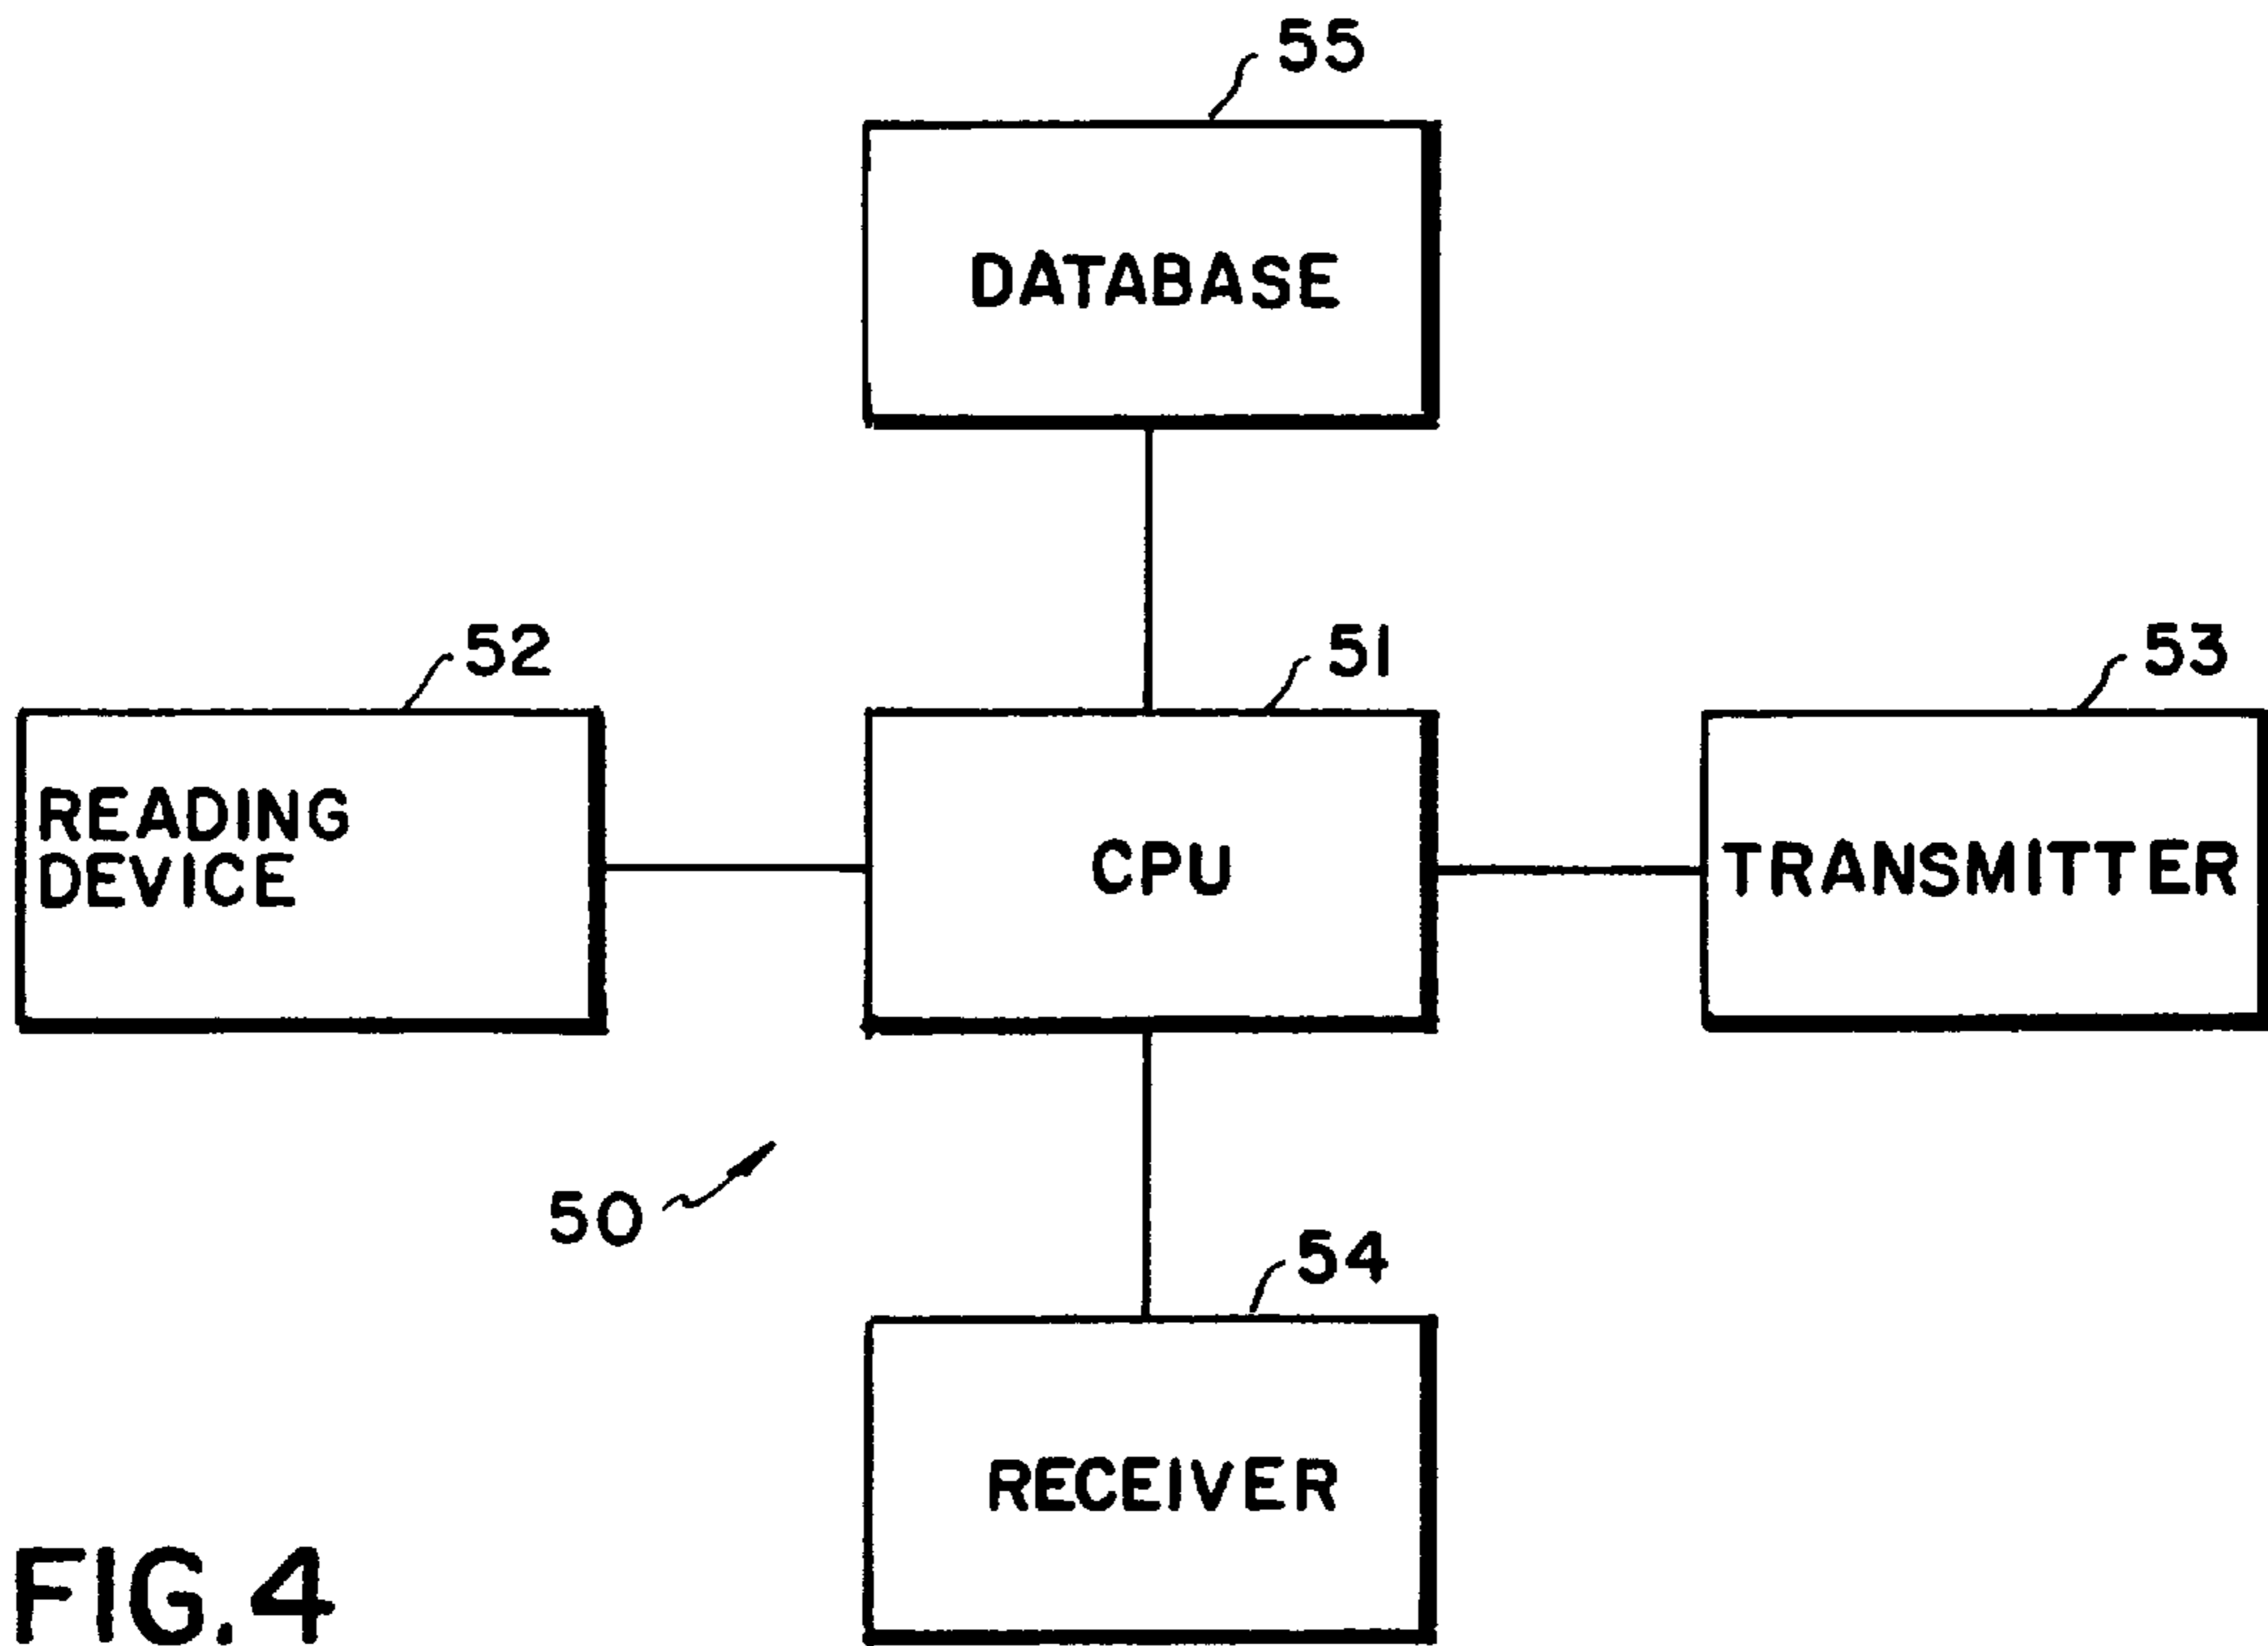 55
DATABASE
52
51
53
READING
DEVICE
CPU
TRANSMITTER
50
54
RECEIVER
FIG.4